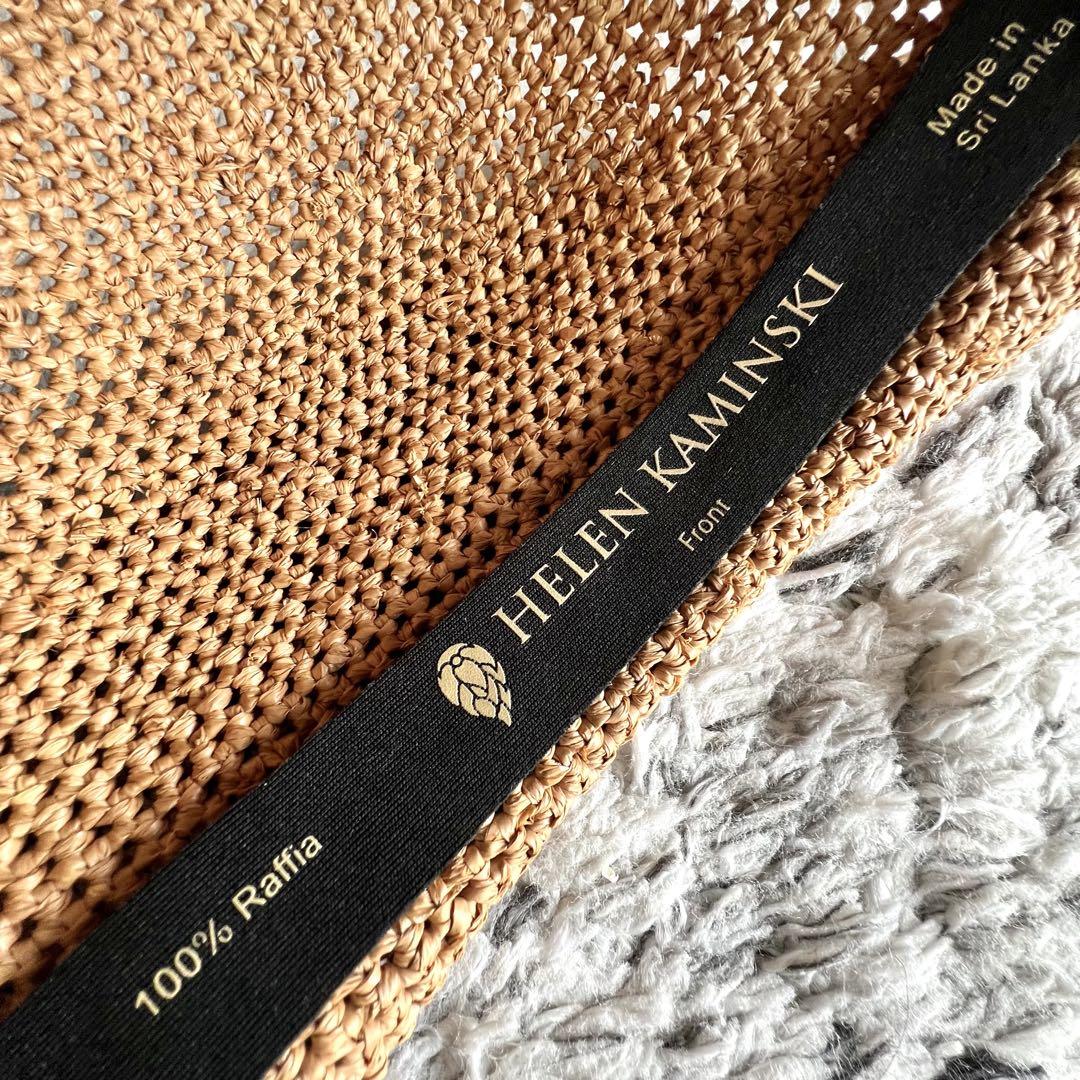 100% Raffia
HELEN KAMINSKI
Front
Made in
Sri Lanka